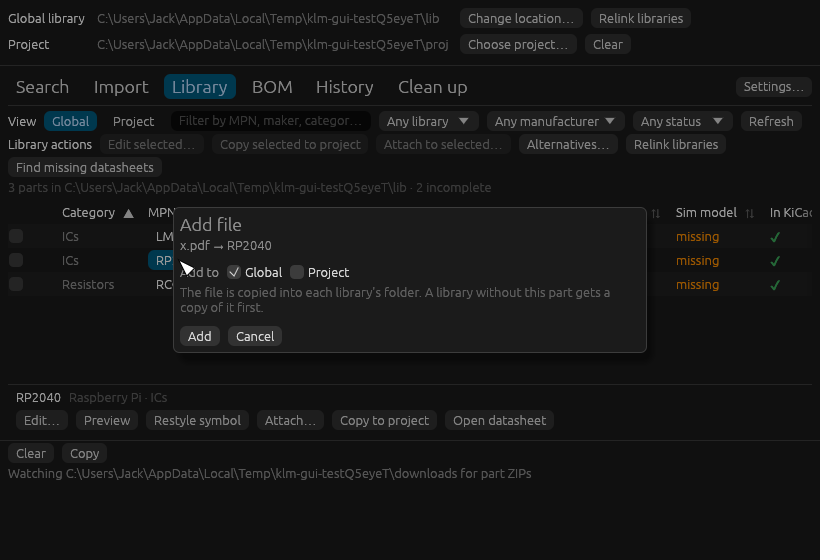 Global library C:\Users\Jack\AppData\Local\Temp\klm-gui-testQ5eyeT\lib Change location… Relink libraries
Project C:\Users\Jack\AppData\Local\Temp\klm-gui-testQ5eyeT\proj Choose project… Clear
Search Import Library BOM History Clean up Settings…
View Global Project Filter by MPN, maker, categor… Any library Any manufacturer Any status Refresh
Library actions Edit selected… Copy selected to project Attach to selected… Alternatives… Relink libraries
Find missing datasheets
3 parts in C:\Users\Jack\AppData\Local\Temp\klm-gui-testQ5eyeT\lib · 2 incomplete
Category MPN Sim model In KiCad
ICs LM missing
ICs RP missing
Resistors RC missing
Add file
x.pdf → RP2040
Add to Global Project
The file is copied into each library's folder. A library without this part gets a
copy of it first.
Add Cancel
RP2040 Raspberry Pi · ICs
Edit… Preview Restyle symbol Attach… Copy to project Open datasheet
Clear Copy
Watching C:\Users\Jack\AppData\Local\Temp\klm-gui-testQ5eyeT\downloads for part ZIPs